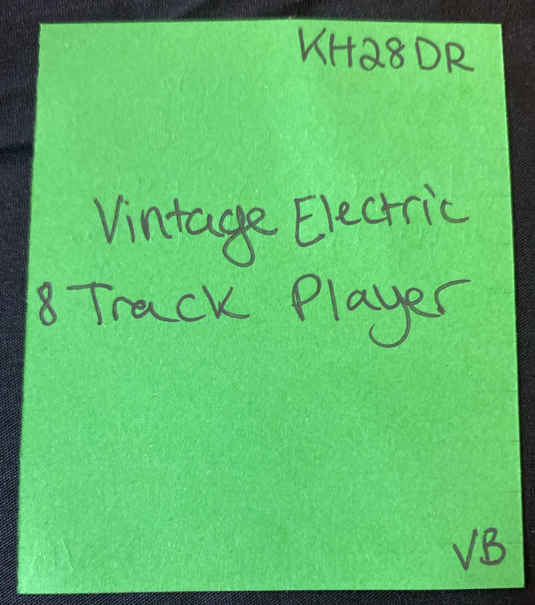 KH28DR
Vintage Electric
8 Track Player
VB